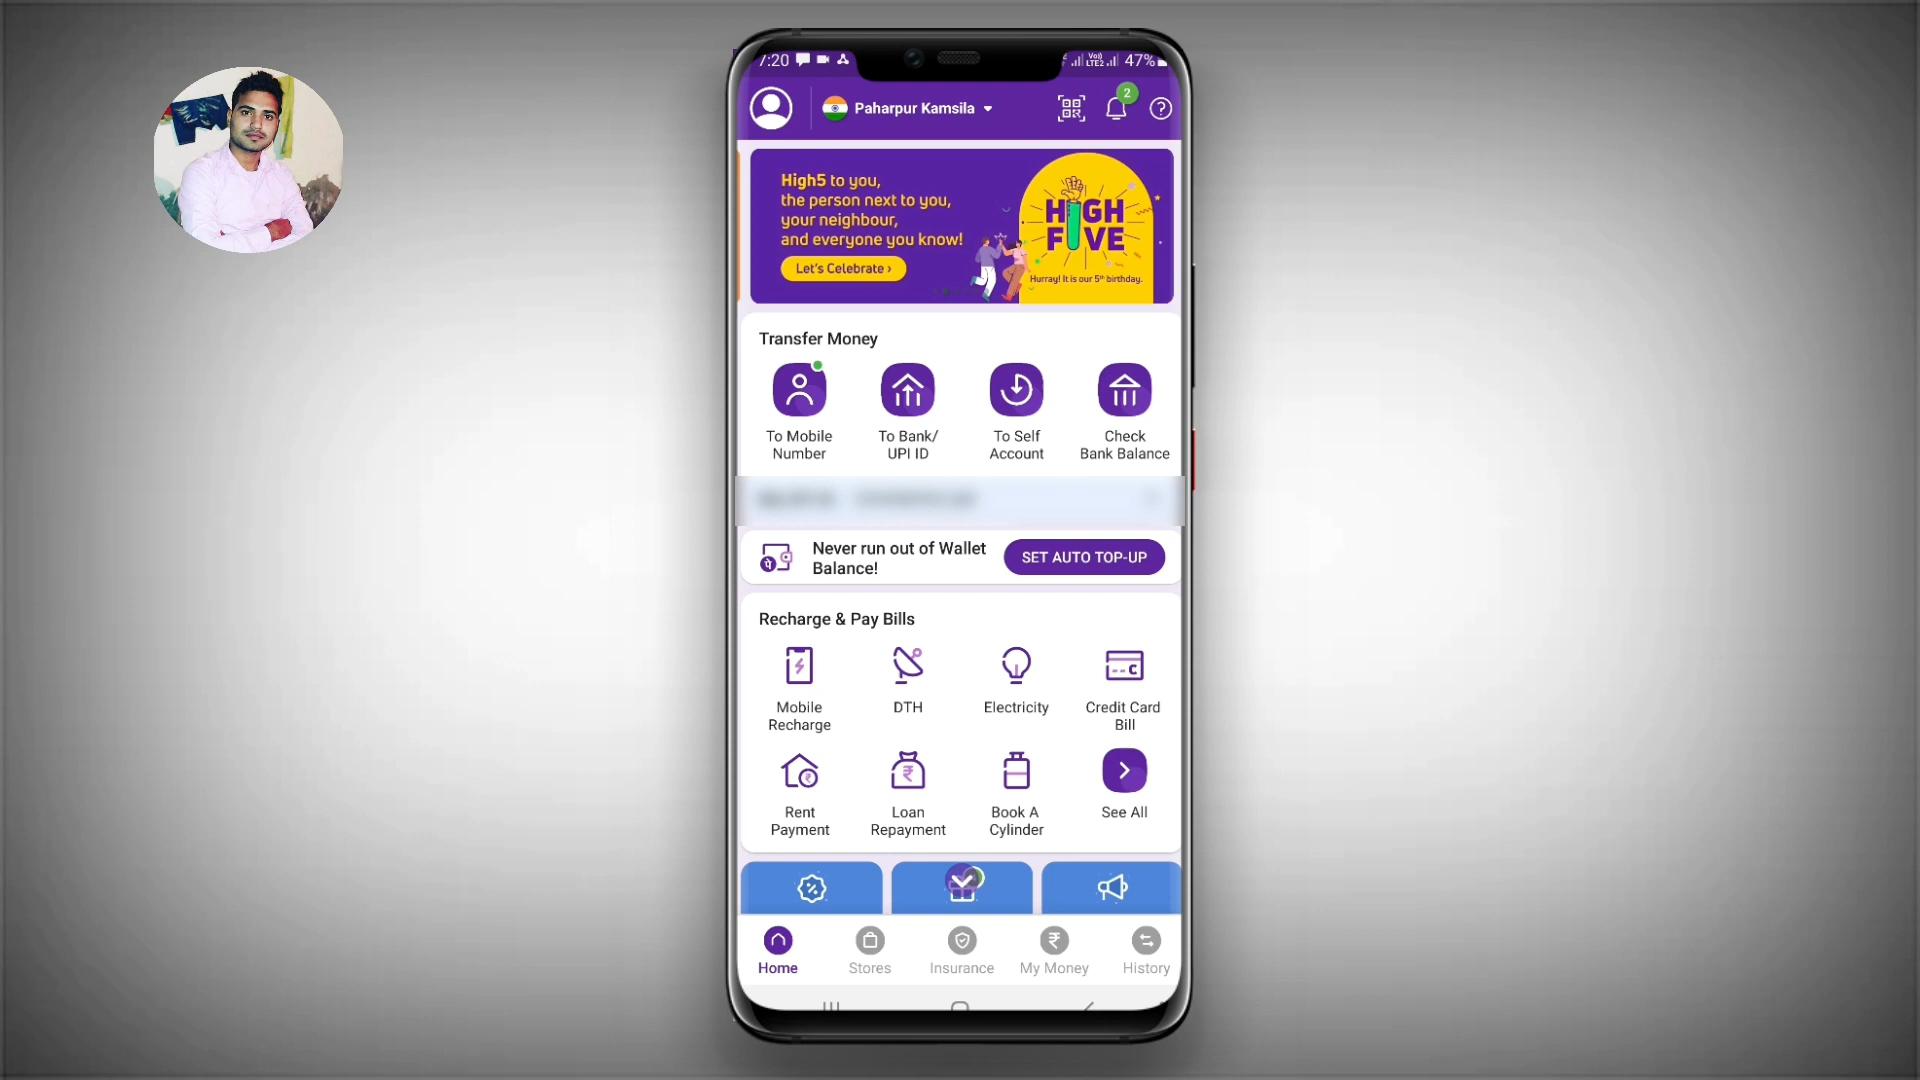 7:20
Vo))
LTE2
47%
Paharpur Kamsila
2
High5 to you,
the person next to you,
your neighbour,
and everyone you know!
Let's Celebrate ›
HIGH
FIVE
Hurray! It is our 5th birthday.
Transfer Money
To Mobile
Number
To Bank/
UPI ID
To Self
Account
Check
Bank Balance
Never run out of Wallet
Balance!
SET AUTO TOP-UP
Recharge & Pay Bills
Mobile
Recharge
DTH
Electricity
Credit Card
Bill
Rent
Payment
Loan
Repayment
Book A
Cylinder
See All
Home
Stores
Insurance
My Money
History